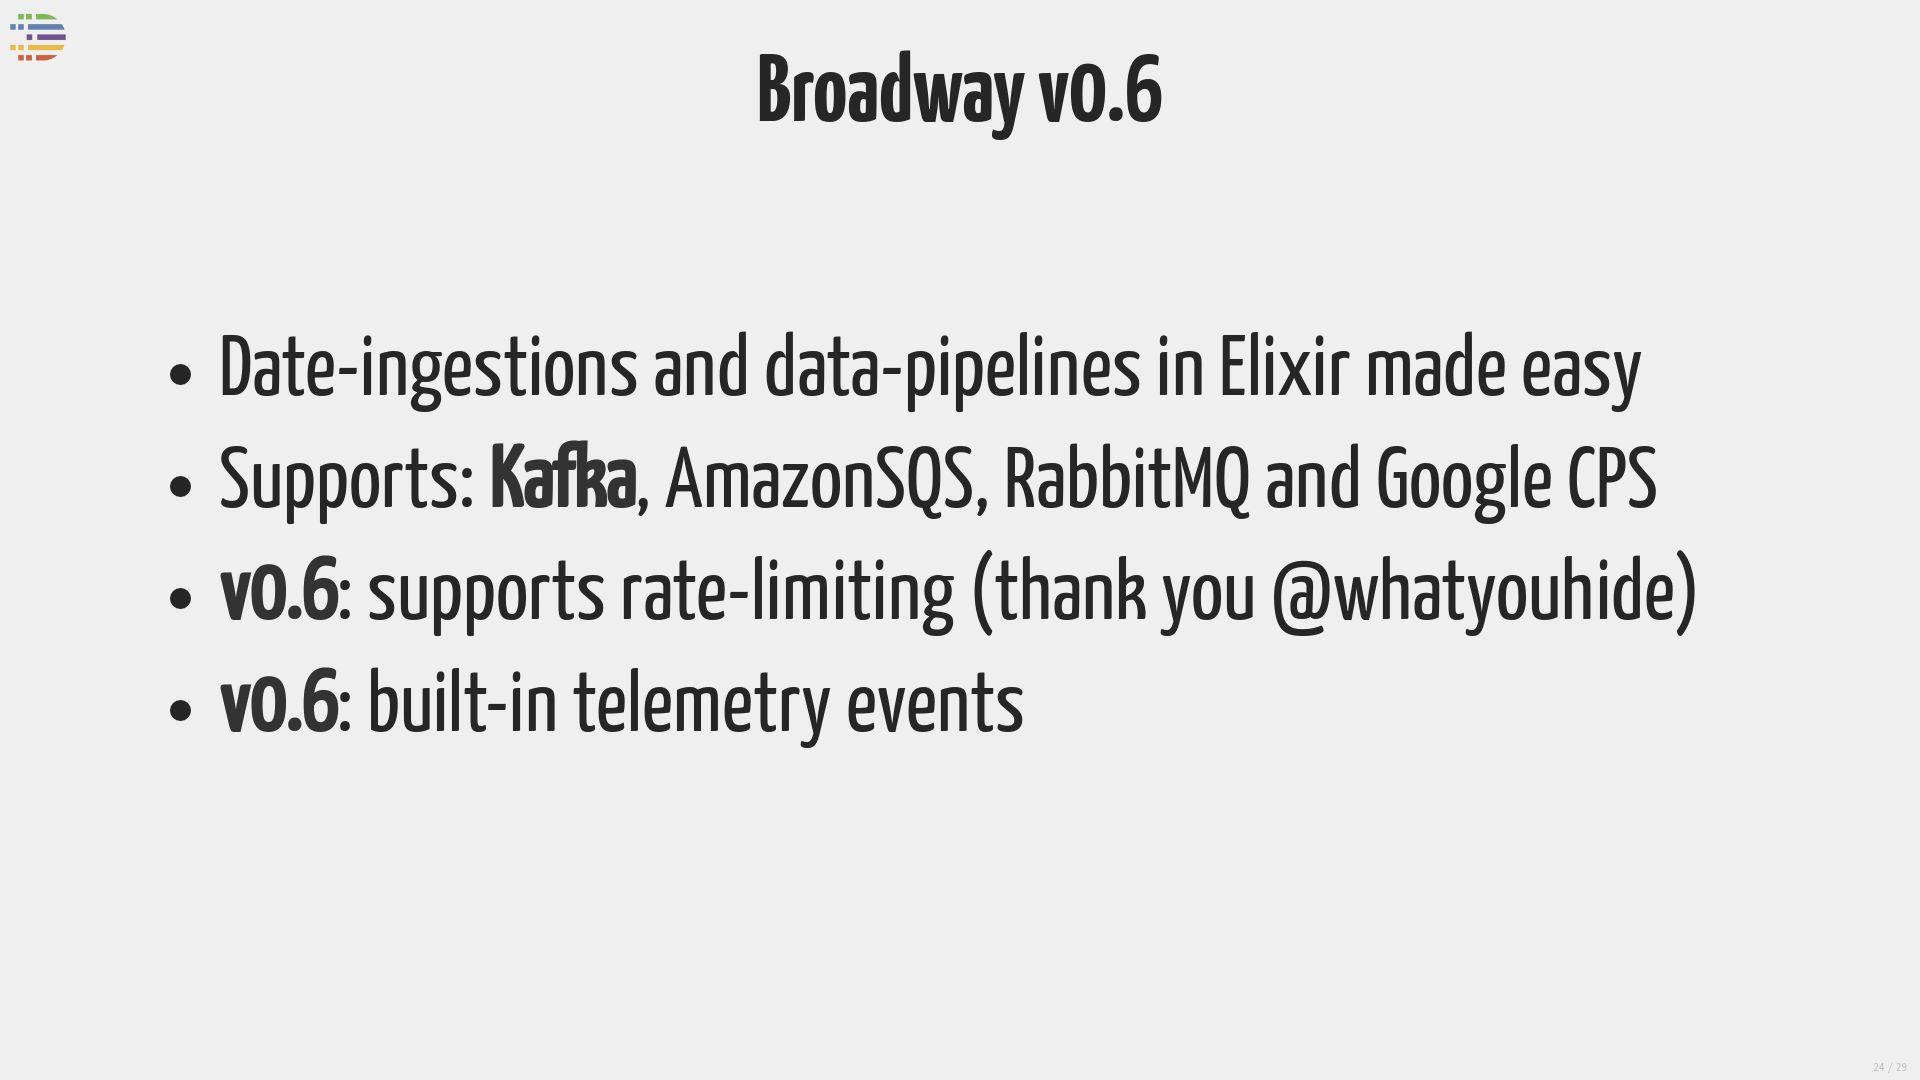 Broadway v0.6
• Date-ingestions and data-pipelines in Elixir made easy
• Supports: Kafka, AmazonSQS, RabbitMQ and Google CPS
• v0.6: supports rate-limiting (thank you @whatyouhide)
• v0.6: built-in telemetry events
24 / 29